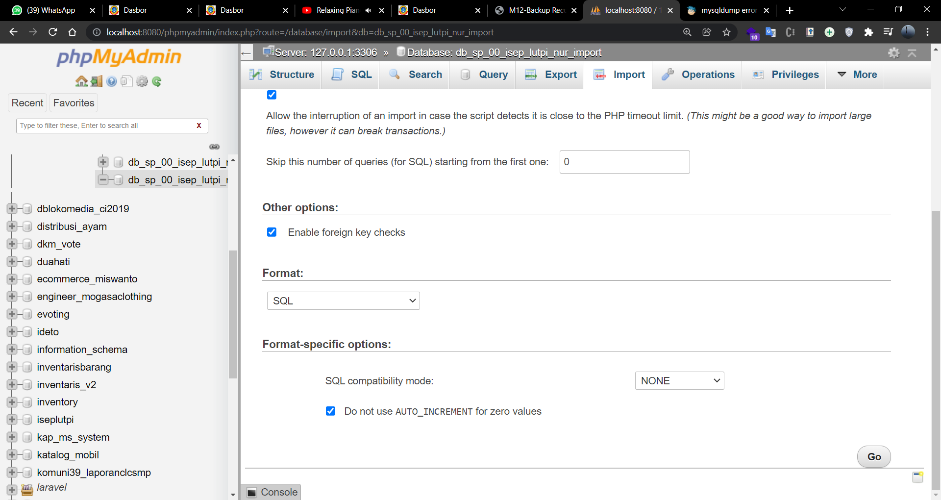 (39) WhatsApp
Dasbor
Dasbor
Relaxing Pian
Dasbor
M12-Backup Rec
localhost:8080 /
mysqldump error
localhost:8080/phpmyadmin/index.php?route=/database/import&db=db_sp_00_isep_lutpi_nur_import
phpMyAdmin
Recent
Favorites
Type to filter these, Enter to search all
X
db_sp_00_isep_lutpi_
db_sp_00_isep_lutpi_
dblokomedia_ci2019
distribusi_ayam
dkm_vote
duahati
ecommerce_miswanto
engineer_mogasaclothing
evoting
ideto
information_schema
inventarisbarang
inventaris_v2
inventory
iseplutpi
kap_ms_system
katalog_mobil
komuni39_laporanclcsmp
laravel
Server: 127.0.0.1:3306 » Database: db_sp_00_isep_lutpi_nur_import
Structure
SQL
Search
Query
Export
Import
Operations
Privileges
More
Allow the interruption of an import in case the script detects it is close to the PHP timeout limit. (This might be a good way to import large
files, however it can break transactions.)
Skip this number of queries (for SQL) starting from the first one:
0
Other options:
Enable foreign key checks
Format:
SQL
Format-specific options:
SQL compatibility mode:
NONE
Do not use AUTO_INCREMENT for zero values
Go
Console